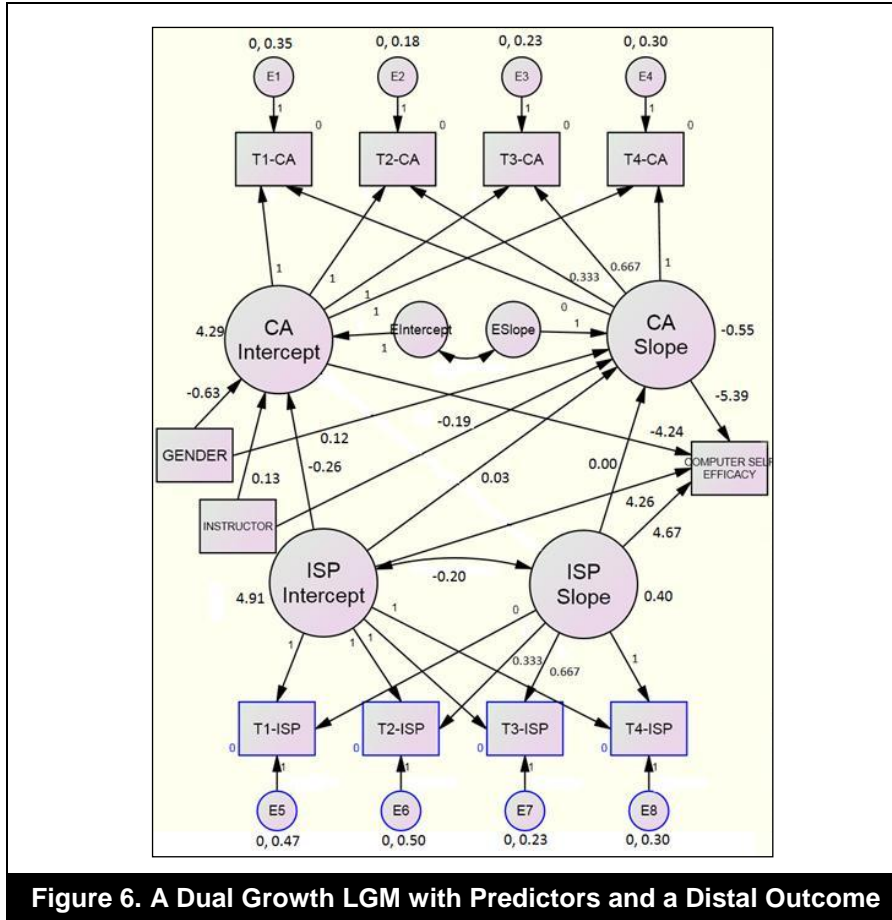 0, 0.35 0, 0.18 0, 0.23 0, 0.30
E1 E2 E3 E4
1 1 1 1
0 0 0 0
T1-CA T2-CA T3-CA T4-CA
1 1 1 1 0.333 0.667 1
0
CA Intercept
4.29
1
EIntercept
1
ESlope
1
CA Slope
-0.55
-0.63
-5.39
GENDER
0.12
-0.19
-4.24
COMPUTER SELF
EFFICACY
0.13
-0.26
0.03
0.00
4.26
INSTRUCTOR
4.67
ISP Intercept
-0.20
ISP Slope
4.91
0.40
1 1 1 1 0 0.333 0.667 1
T1-ISP T2-ISP T3-ISP T4-ISP
0 0 0 0
1 1 1 1
E5 E6 E7 E8
0, 0.47 0, 0.50 0, 0.23 0, 0.30
Figure 6. A Dual Growth LGM with Predictors and a Distal Outcome